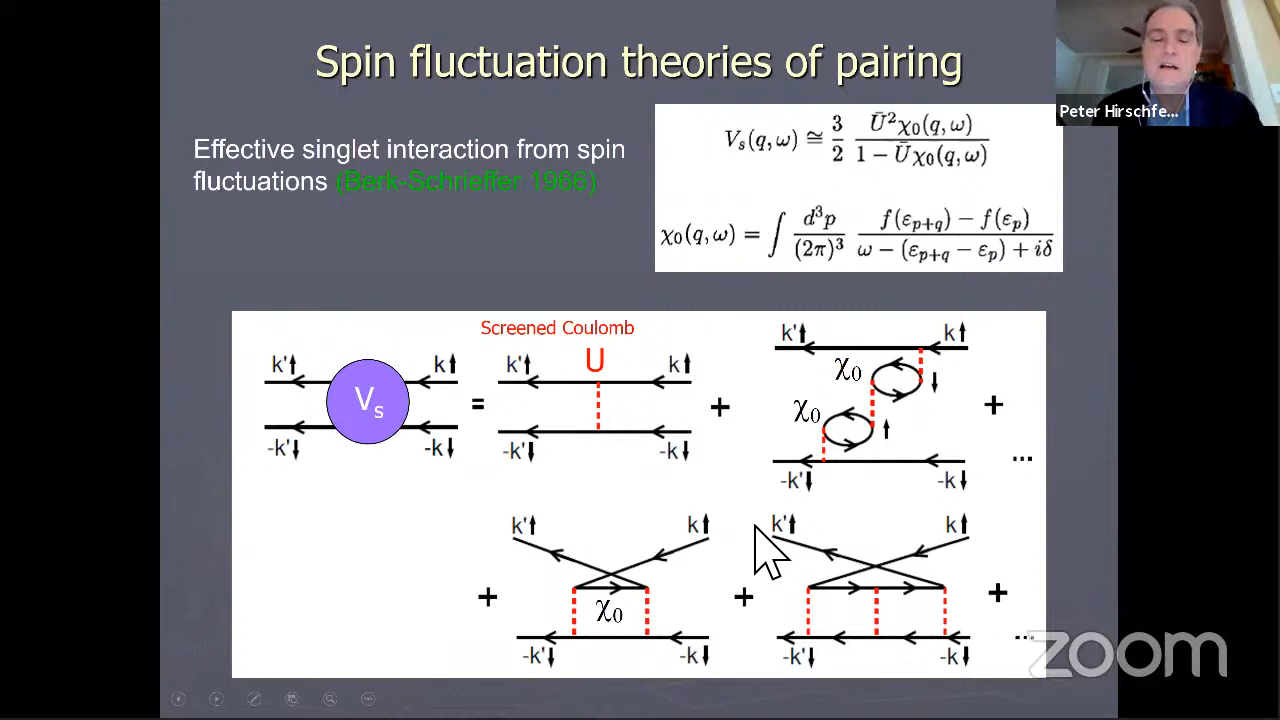 Spin fluctuation theories of pairing
Peter Hirschfe...
Effective singlet interaction from spin
fluctuations (Berk-Schrieffer 1966)
V_s(q,ω) ≅ 3/2 Ū²χ₀(q,ω) / 1 − Ūχ₀(q,ω)
χ₀(q,ω) = ∫ d³p/(2π)³ f(ε_{p+q}) − f(ε_p) / ω − (ε_{p+q} − ε_p) + iδ
Screened Coulomb
k'↑ k↑ k'↑ U k↑ k'↑ k↑
V_s = + χ₀ ↓ +
χ₀ ↑
-k'↓ -k↓ -k'↓ -k↓ -k'↓ -k↓ ...
k'↑ k↑ k'↑ k↑
+ χ₀ + + ...
-k'↓ -k↓ -k'↓ -k↓
zoom